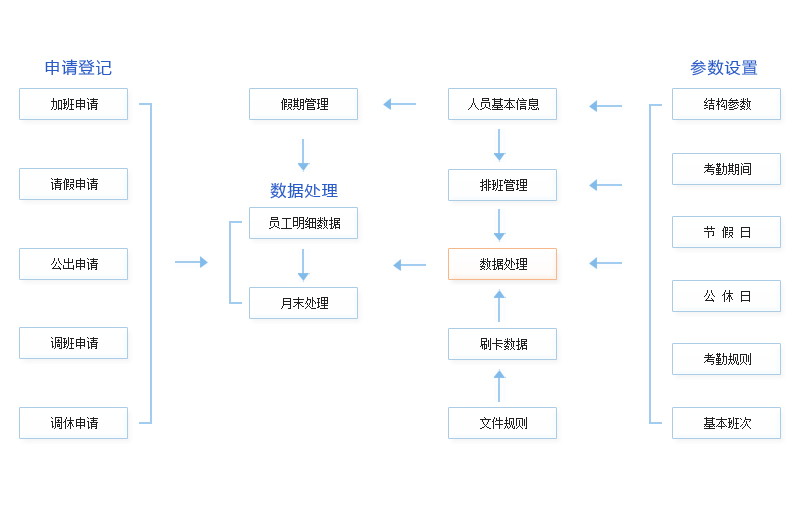 申请登记
加班申请
请假申请
公出申请
调班申请
调休申请
假期管理
数据处理
员工明细数据
月末处理
人员基本信息
排班管理
数据处理
刷卡数据
文件规则
参数设置
结构参数
考勤期间
节 假 日
公 休 日
考勤规则
基本班次